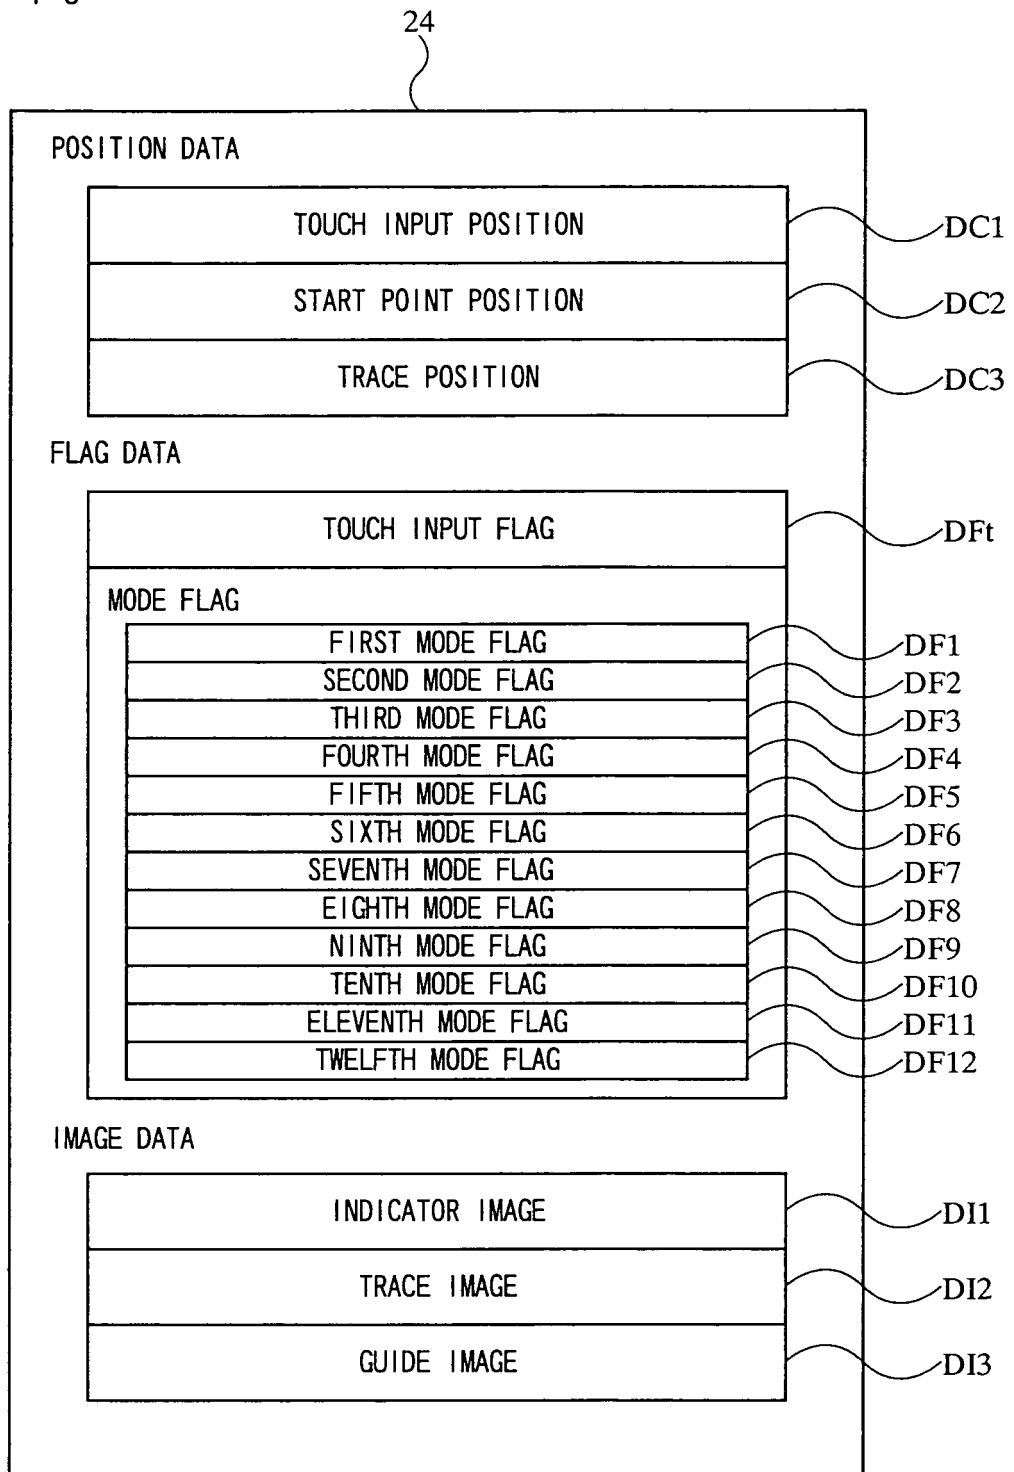 24
POSITION DATA
TOUCH INPUT POSITION DC1
START POINT POSITION DC2
TRACE POSITION DC3
FLAG DATA
TOUCH INPUT FLAG DFt
MODE FLAG
FIRST MODE FLAG DF1
SECOND MODE FLAG DF2
THIRD MODE FLAG DF3
FOURTH MODE FLAG DF4
FIFTH MODE FLAG DF5
SIXTH MODE FLAG DF6
SEVENTH MODE FLAG DF7
EIGHTH MODE FLAG DF8
NINTH MODE FLAG DF9
TENTH MODE FLAG DF10
ELEVENTH MODE FLAG DF11
TWELFTH MODE FLAG DF12
IMAGE DATA
INDICATOR IMAGE DI1
TRACE IMAGE DI2
GUIDE IMAGE DI3